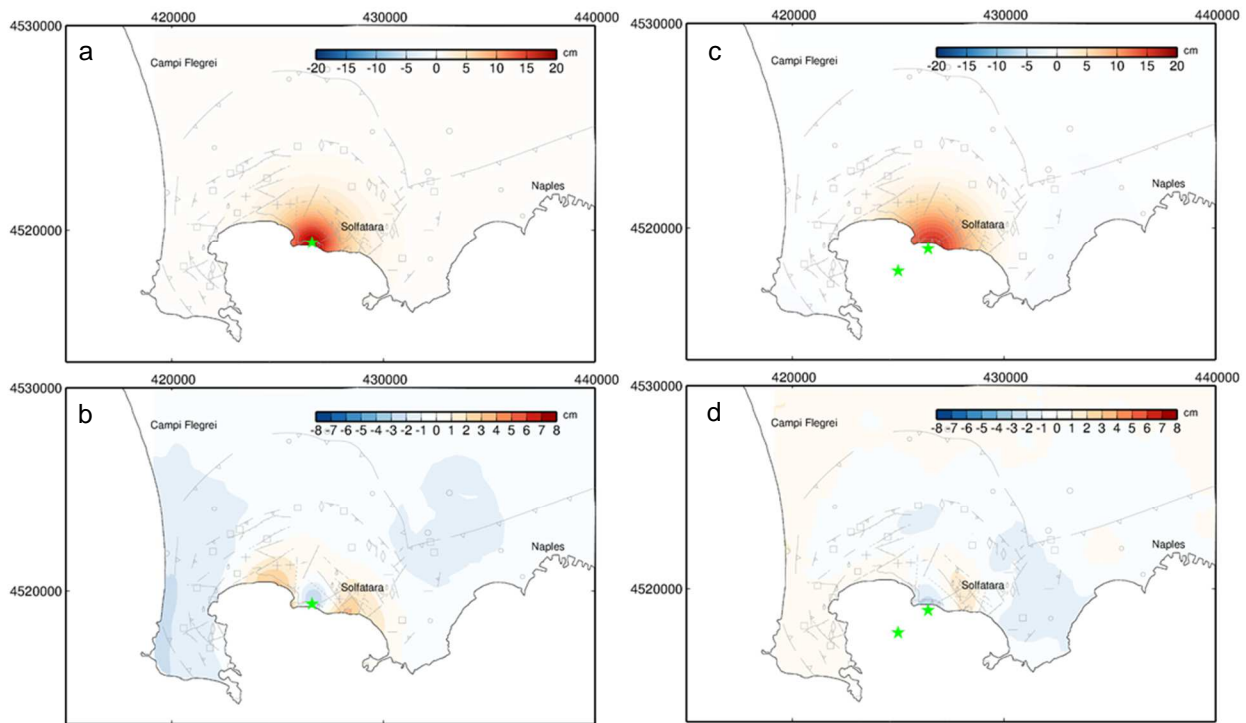 420000 430000 440000
4530000
a
Campi Flegrei
cm
-20 -15 -10 -5 0 5 10 15 20
Naples
Solfatara
4520000
420000 430000 440000
4530000
c
Campi Flegrei
cm
-20 -15 -10 -5 0 5 10 15 20
Naples
Solfatara
4520000
420000 430000 440000
4530000
b
Campi Flegrei
cm
-8 -7 -6 -5 -4 -3 -2 -1 0 1 2 3 4 5 6 7 8
Naples
Solfatara
4520000
420000 430000 440000
4530000
d
Campi Flegrei
cm
-8 -7 -6 -5 -4 -3 -2 -1 0 1 2 3 4 5 6 7 8
Naples
Solfatara
4520000